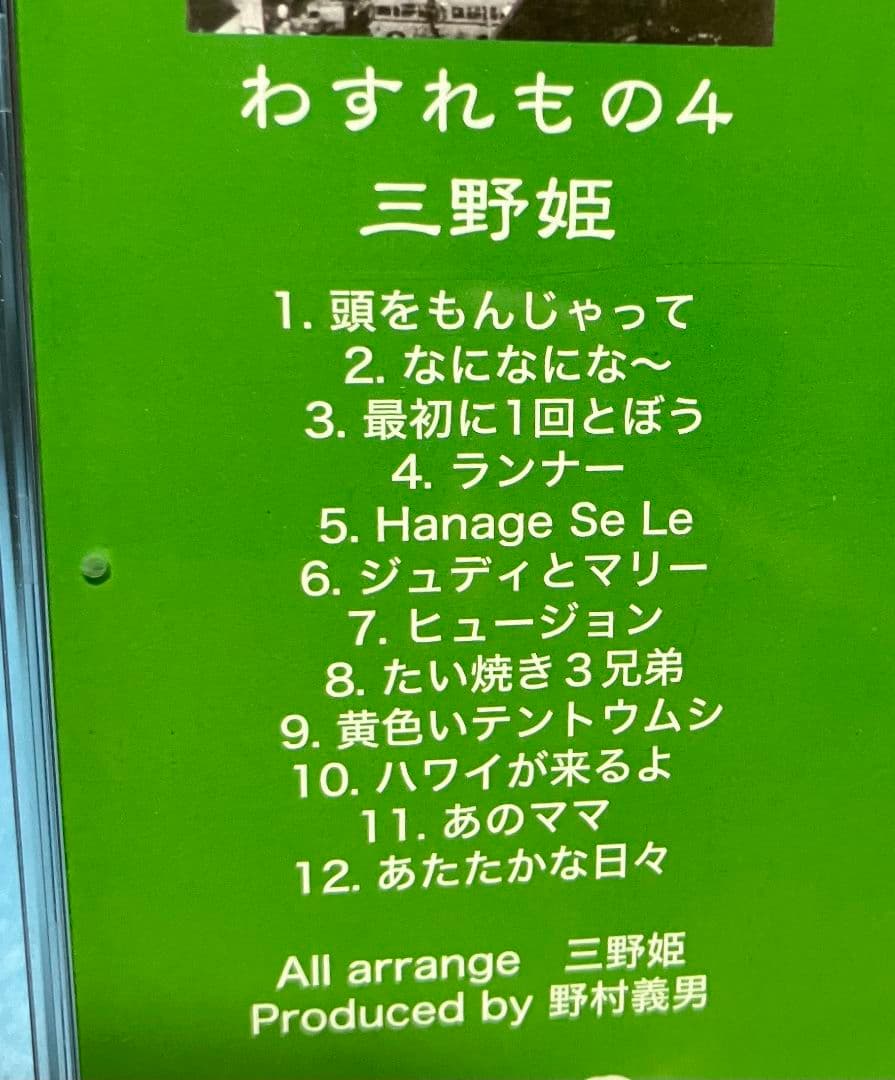 わすれもの4
三野姫
1. 頭をもんじゃって
2. なになにな〜
3. 最初に1回とぼう
4. ランナー
5. Hanage Se Le
6. ジュディとマリー
7. ヒュージョン
8. たい焼き3兄弟
9. 黄色いテントウムシ
10. ハワイが来るよ
11. あのママ
12. あたたかな日々
All arrange 三野姫
Produced by 野村義男